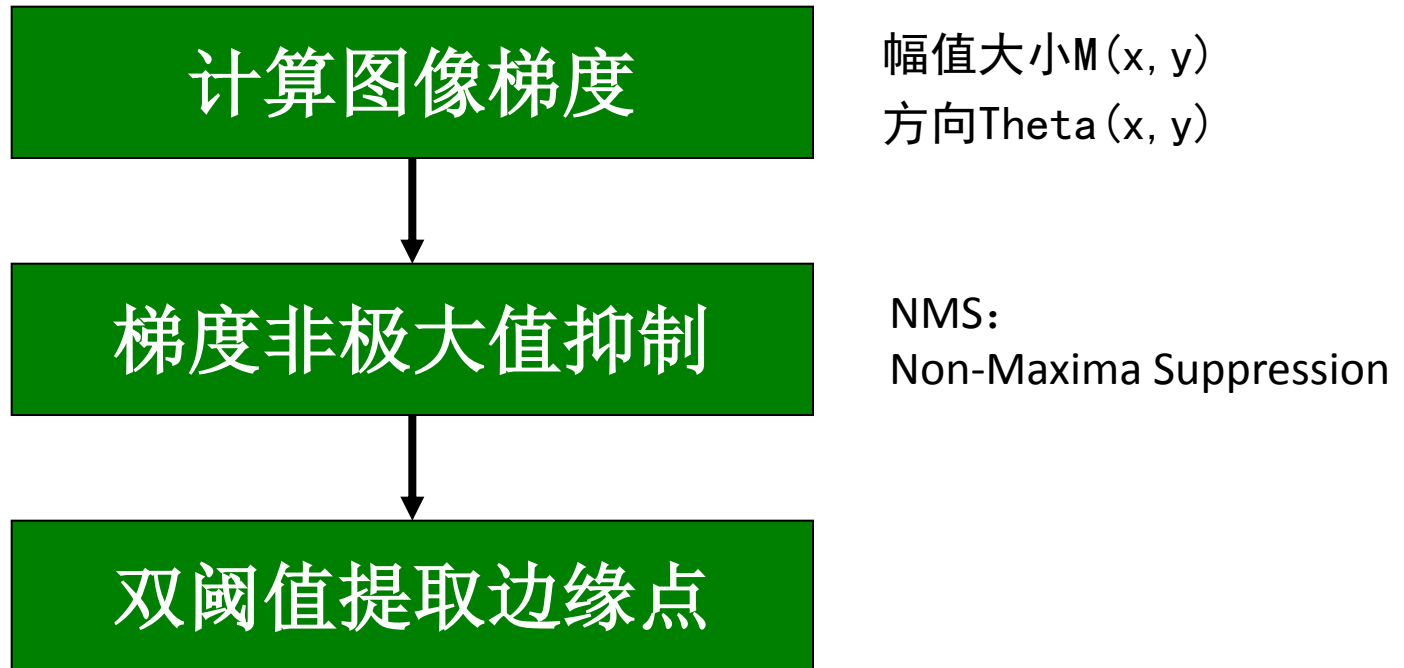 计算图像梯度
幅值大小M(x,y)
方向Theta(x,y)
梯度非极大值抑制
NMS：
Non-Maxima Suppression
双阈值提取边缘点